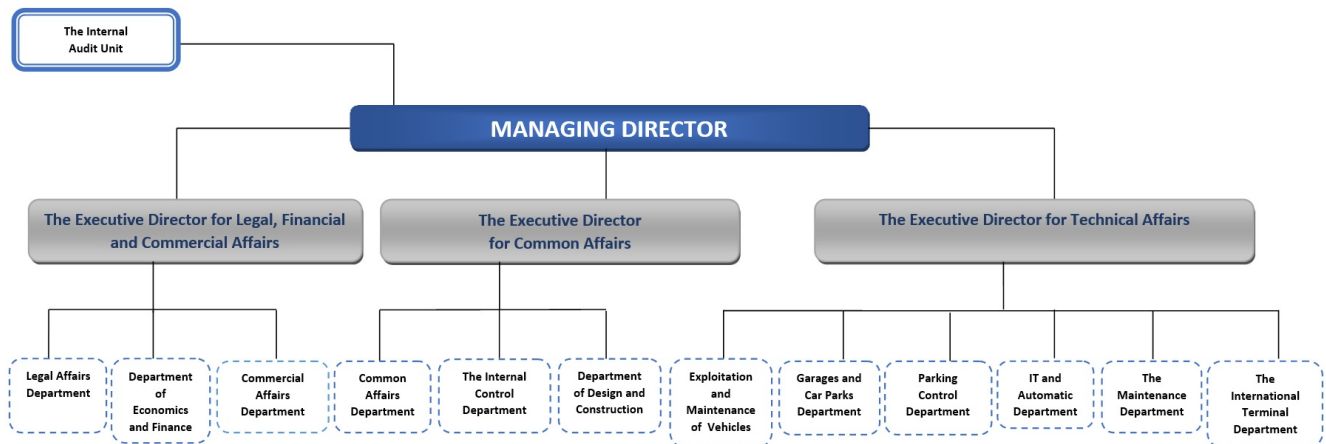 The Internal
Audit Unit
MANAGING DIRECTOR
The Executive Director for Legal, Financial
and Commercial Affairs
The Executive Director
for Common Affairs
The Executive Director for Technical Affairs
Legal Affairs
Department
Department
of
Economics
and Finance
Commercial
Affairs
Department
Common
Affairs
Department
The Internal
Control
Department
Department
of Design and
Construction
Exploitation
and
Maintenance
of Vehicles
Garages and
Car Parks
Department
Parking
Control
Department
IT and
Automatic
Department
The
Maintenance
Department
The
International
Terminal
Department